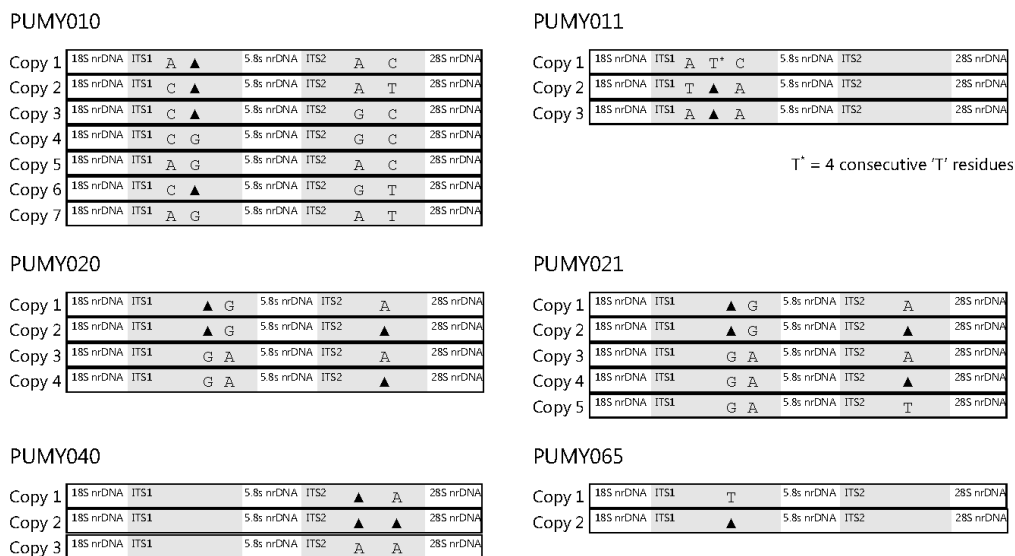 PUMY010
Copy 1 18S nrDNA ITS1 A ▲ 5.8s nrDNA ITS2 A C 28S nrDNA
Copy 2 18S nrDNA ITS1 C ▲ 5.8s nrDNA ITS2 A T 28S nrDNA
Copy 3 18S nrDNA ITS1 C ▲ 5.8s nrDNA ITS2 G C 28S nrDNA
Copy 4 18S nrDNA ITS1 C G 5.8s nrDNA ITS2 G C 28S nrDNA
Copy 5 18S nrDNA ITS1 A G 5.8s nrDNA ITS2 A C 28S nrDNA
Copy 6 18S nrDNA ITS1 C ▲ 5.8s nrDNA ITS2 G T 28S nrDNA
Copy 7 18S nrDNA ITS1 A G 5.8s nrDNA ITS2 A T 28S nrDNA
PUMY011
Copy 1 18S nrDNA ITS1 A T* C 5.8s nrDNA ITS2 28S nrDNA
Copy 2 18S nrDNA ITS1 T ▲ A 5.8s nrDNA ITS2 28S nrDNA
Copy 3 18S nrDNA ITS1 A ▲ A 5.8s nrDNA ITS2 28S nrDNA
T* = 4 consecutive 'T' residues
PUMY020
Copy 1 18S nrDNA ITS1 ▲ G 5.8s nrDNA ITS2 A 28S nrDNA
Copy 2 18S nrDNA ITS1 ▲ G 5.8s nrDNA ITS2 ▲ 28S nrDNA
Copy 3 18S nrDNA ITS1 G A 5.8s nrDNA ITS2 A 28S nrDNA
Copy 4 18S nrDNA ITS1 G A 5.8s nrDNA ITS2 ▲ 28S nrDNA
PUMY021
Copy 1 18S nrDNA ITS1 ▲ G 5.8s nrDNA ITS2 A 28S nrDNA
Copy 2 18S nrDNA ITS1 ▲ G 5.8s nrDNA ITS2 ▲ 28S nrDNA
Copy 3 18S nrDNA ITS1 G A 5.8s nrDNA ITS2 A 28S nrDNA
Copy 4 18S nrDNA ITS1 G A 5.8s nrDNA ITS2 ▲ 28S nrDNA
Copy 5 18S nrDNA ITS1 G A 5.8s nrDNA ITS2 T 28S nrDNA
PUMY040
Copy 1 18S nrDNA ITS1 5.8s nrDNA ITS2 ▲ A 28S nrDNA
Copy 2 18S nrDNA ITS1 5.8s nrDNA ITS2 ▲ ▲ 28S nrDNA
Copy 3 18S nrDNA ITS1 5.8s nrDNA ITS2 A A 28S nrDNA
PUMY065
Copy 1 18S nrDNA ITS1 T 5.8s nrDNA ITS2 28S nrDNA
Copy 2 18S nrDNA ITS1 ▲ 5.8s nrDNA ITS2 28S nrDNA